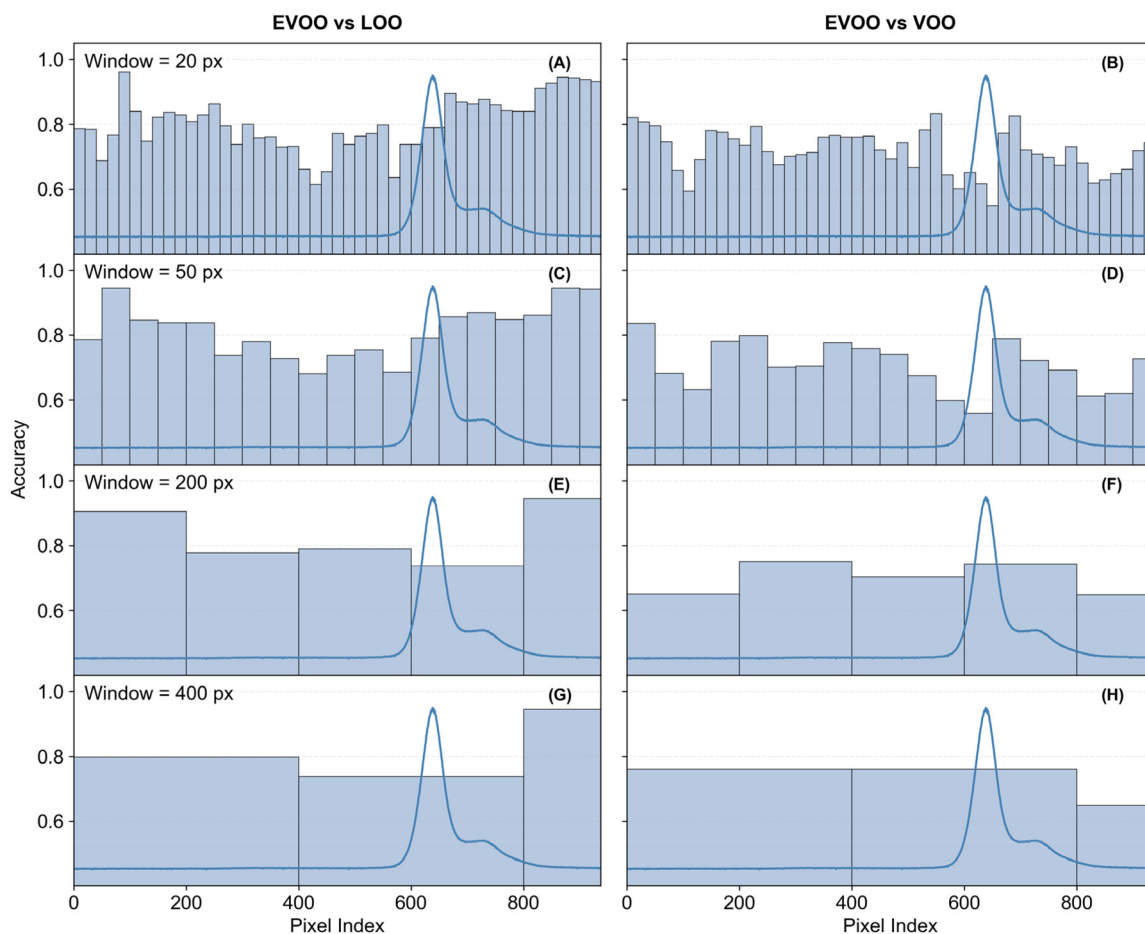 EVOO vs LOO
EVOO vs VOO
1.0
Window = 20 px
(A)
(B)
0.8
0.6
1.0
Window = 50 px
(C)
(D)
0.8
0.6
Accuracy
1.0
Window = 200 px
(E)
(F)
0.8
0.6
1.0
Window = 400 px
(G)
(H)
0.8
0.6
0 200 400 600 800
0 200 400 600 800
Pixel Index
Pixel Index